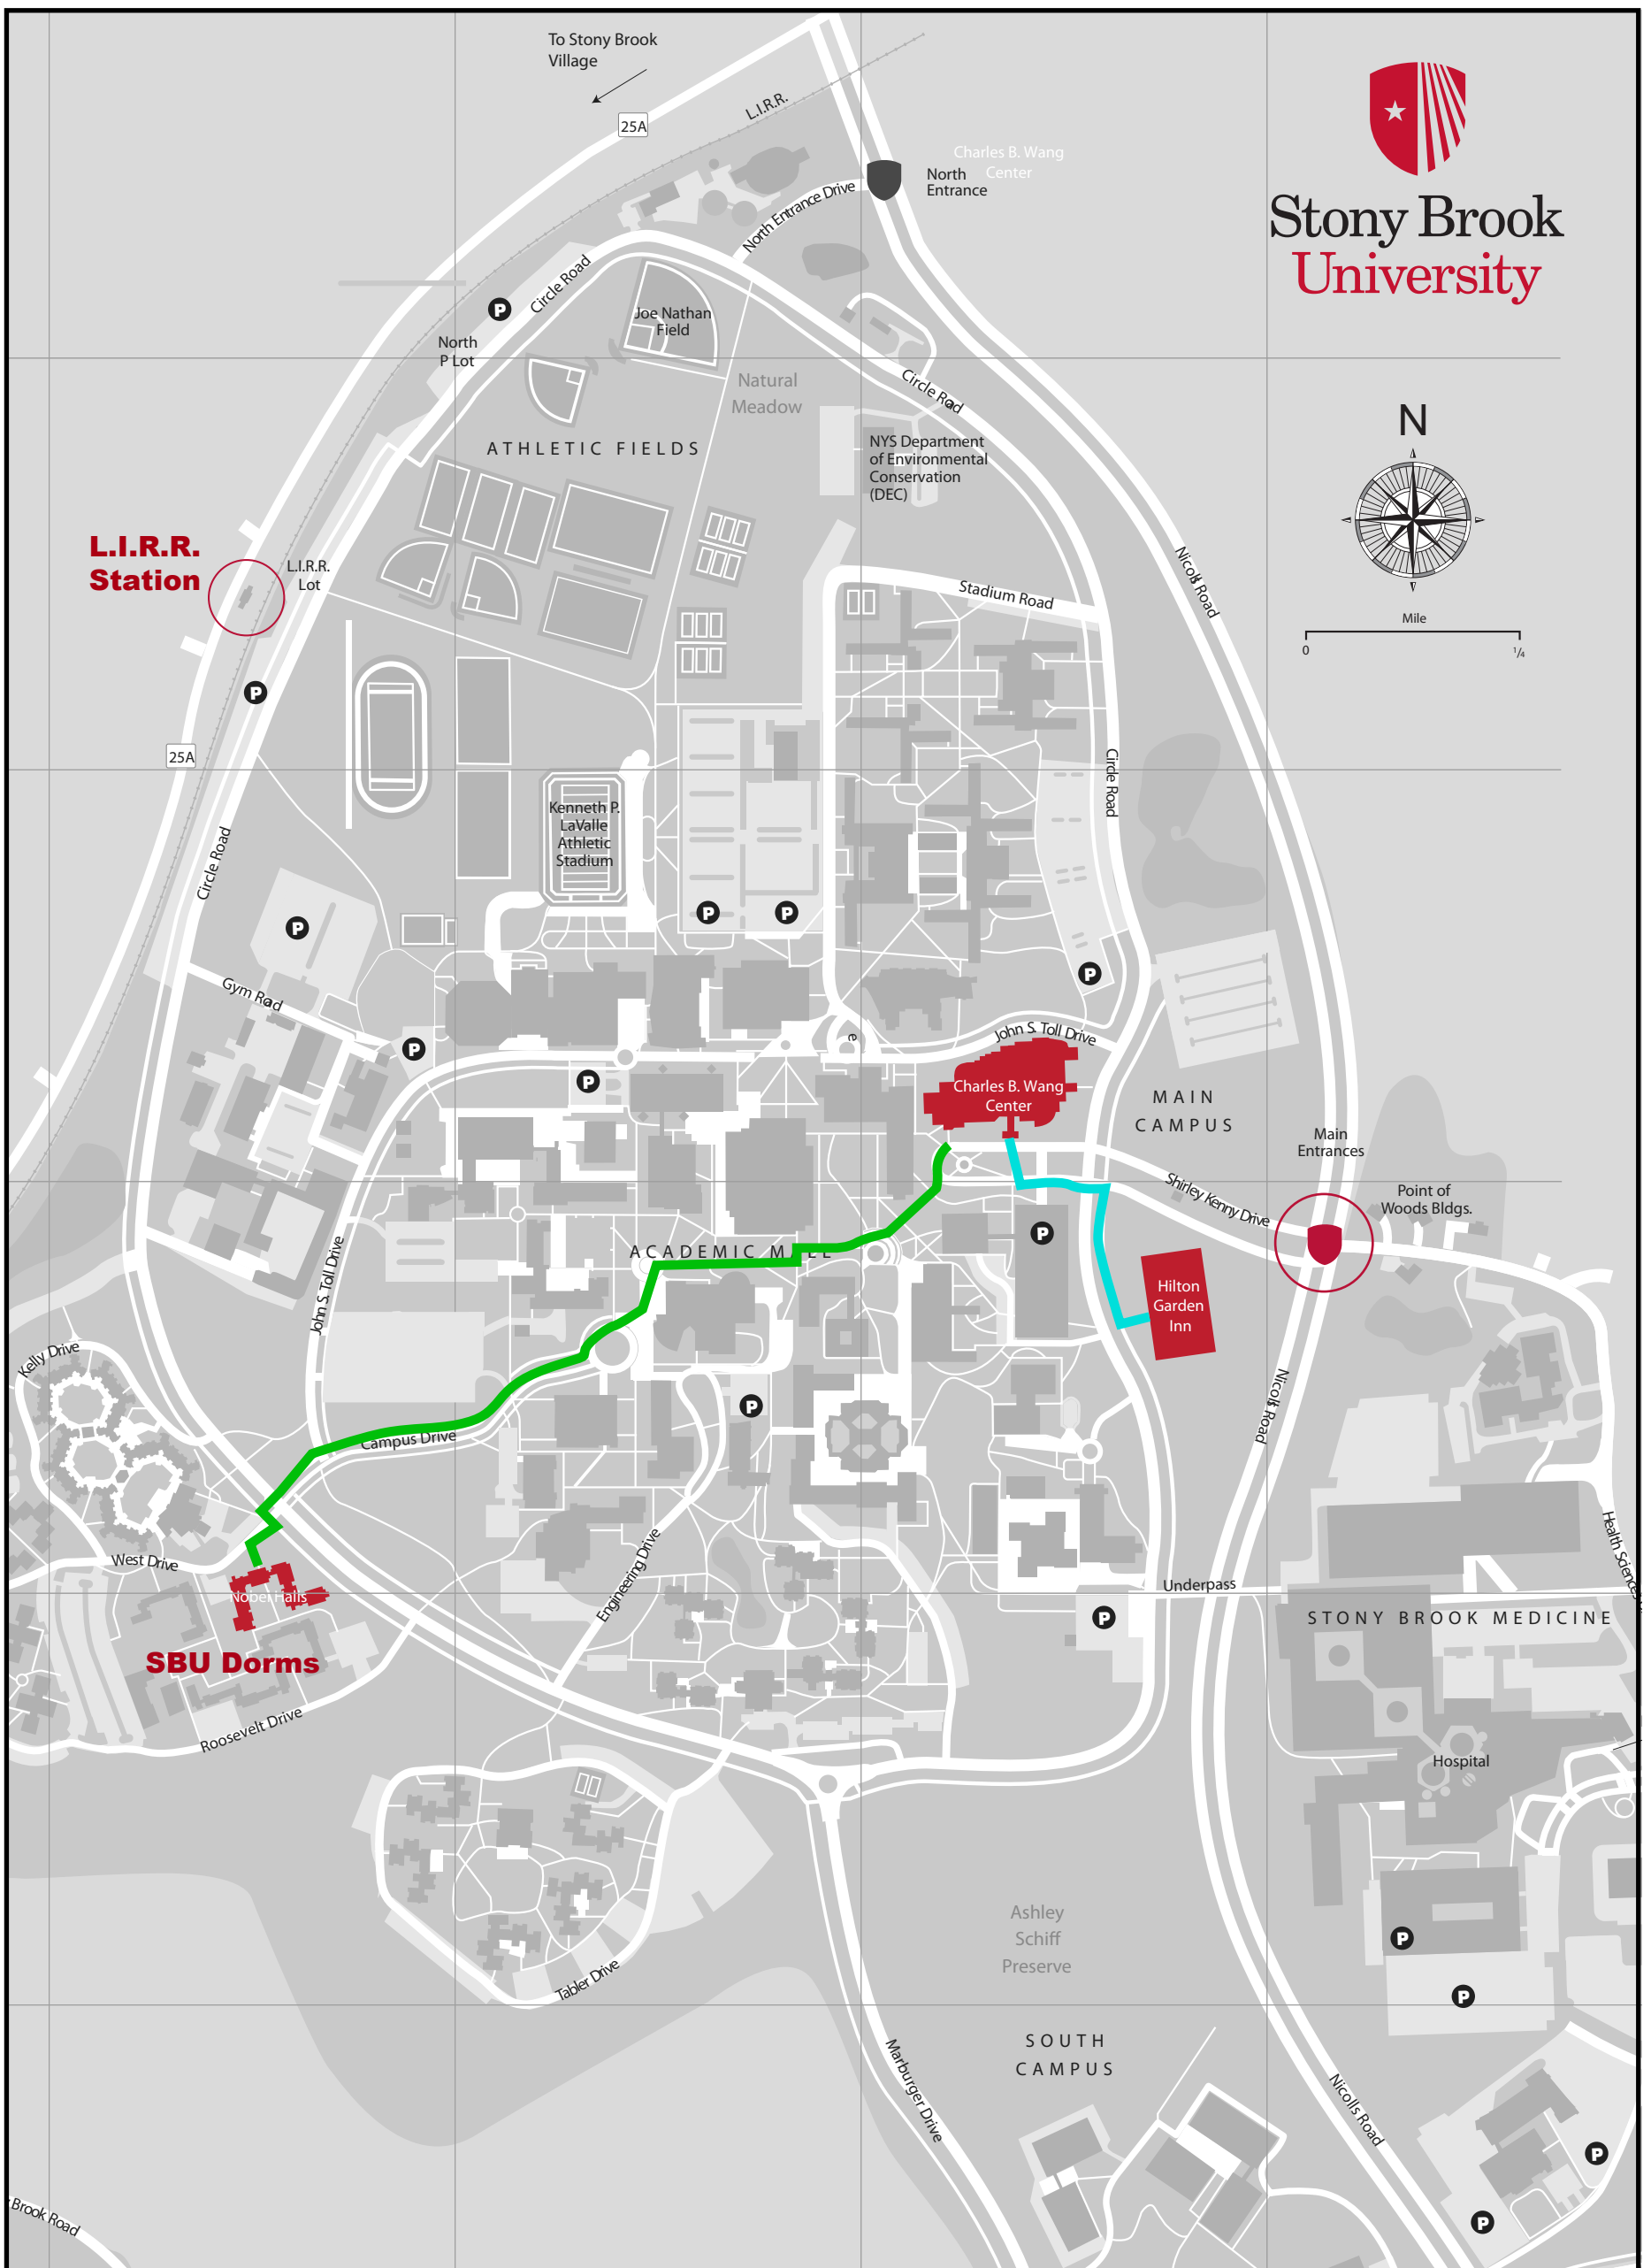 To Stony Brook
Village
25A
L.I.R.R.
Charles B. Wang
Center
North
Entrance
North Entrance Drive
Stony Brook
University
Circle Road
P
Joe Nathan
Field
North
P Lot
Natural
Meadow
Circle Road
N
ATHLETIC FIELDS
NYS Department
of Environmental
Conservation
(DEC)
L.I.R.R.
Station
L.I.R.R.
Lot
Nicolls Road
Stadium Road
Mile
0
1/4
P
25A
Circle Road
Kenneth P.
LaValle
Athletic
Stadium
Circle Road
P
P
P
P
Gym Road
P
e
John S. Toll Drive
P
Charles B. Wang
Center
MAIN
CAMPUS
Main
Entrances
Shirley Kenny Drive
Point of
Woods Bldgs.
P
ACADEMIC MALL
John S. Toll Drive
Hilton
Garden
Inn
Kelly Drive
Nicolls Road
P
Campus Drive
West Drive
Engineering Drive
Health Sciences
Underpass
Nobel Halls
P
STONY BROOK MEDICINE
SBU Dorms
Roosevelt Drive
Hospital
Ashley
Schiff
Preserve
P
Tabler Drive
P
SOUTH
CAMPUS
Marburger Drive
Nicolls Road
P
Brook Road
P